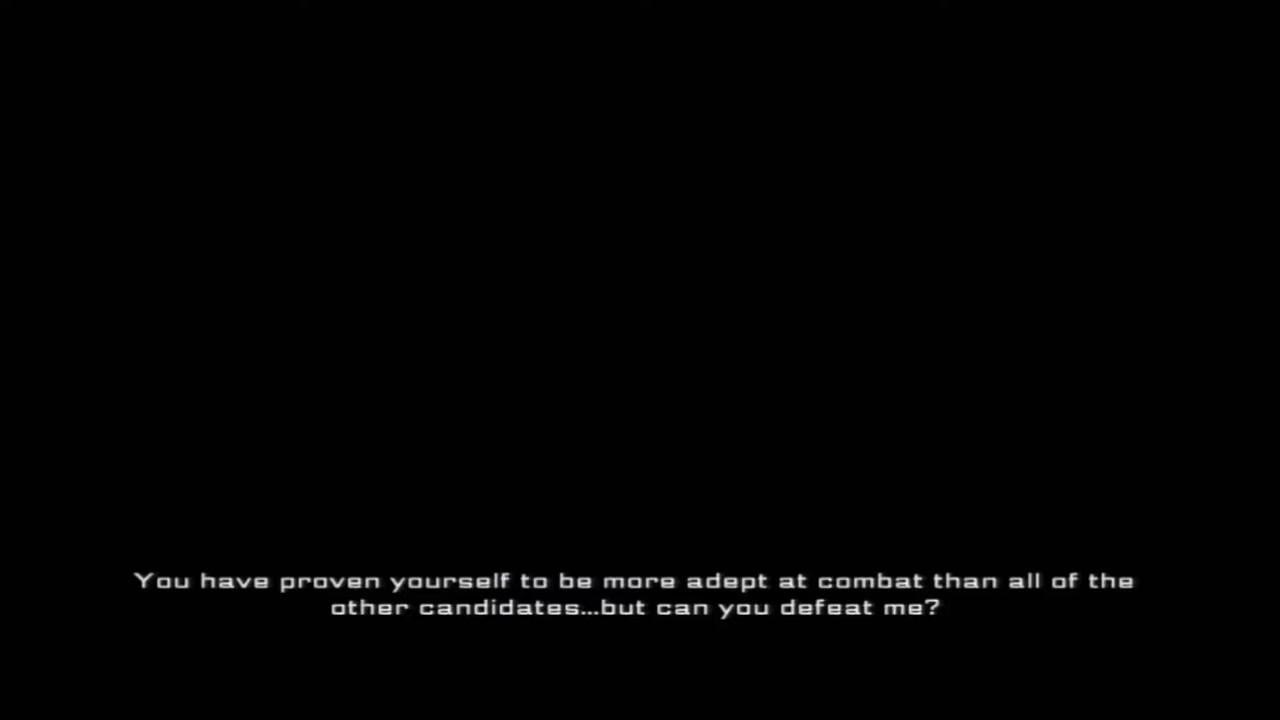 You have proven yourself to be more adept at combat than all of the
other candidates...but can you defeat me?